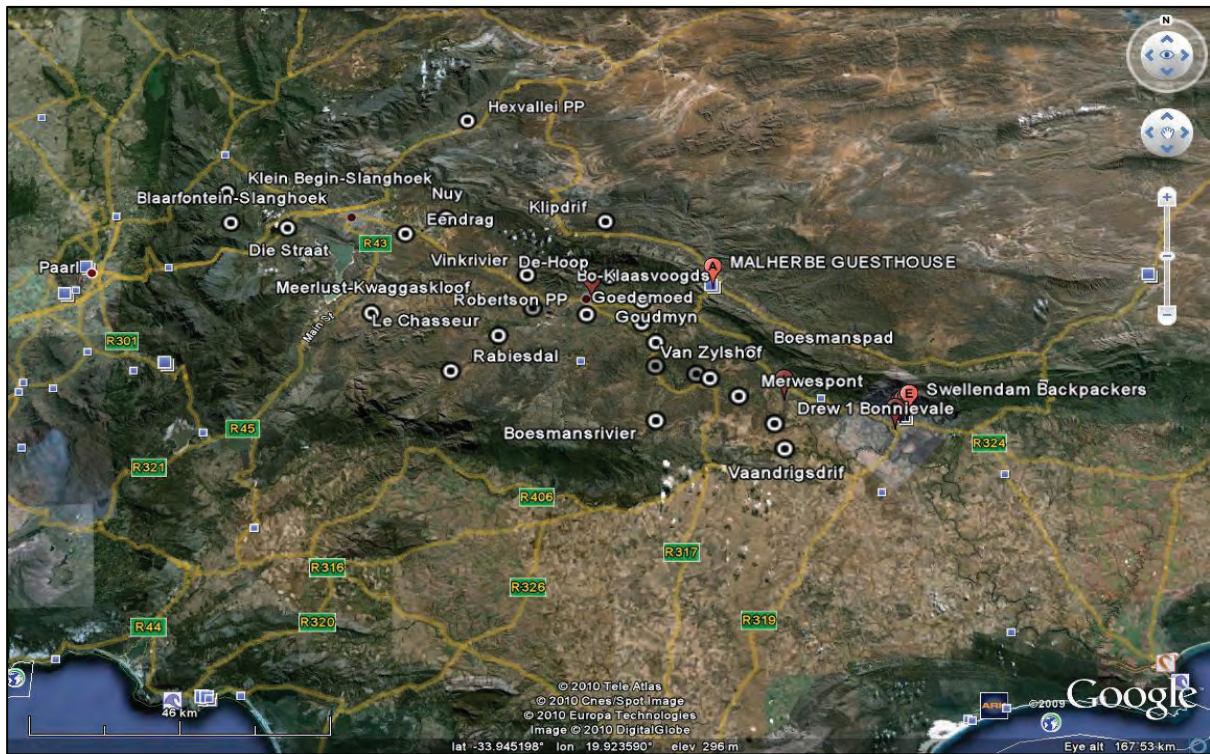 N
Hexvallei PP
Klein Begin-Slanghoek
Blaarfontein-Slanghoek
Nuy
Eendrag
Klipdrif
Die Straat
R43
Paarl
Vinkrivier
De-Hoop
MALHERBE GUESTHOUSE
A
Bo-Klaasvoogds
Meerlust-Kwaggaskloof
Robertson PP
Goedemoed
Le Chasseur
Goudmyn
Main St
R301
Boesmanspad
Rabiesdal
Van Zylshof
Merwespont
Swellendam Backpackers
E
Drew 1 Bonnievale
R45
Boesmansrivier
R324
R321
Vaandrigsdrif
R406
R317
R316
R326
R320
R319
R44
46 km
© 2010 Tele Atlas
© 2010 Cnes/Spot Image
© 2010 Europa Technologies
Image © 2010 DigitalGlobe
ARI
©2009
Google
lat -33.945198° lon 19.923590° elev 296 m
Eye alt 167.53 km